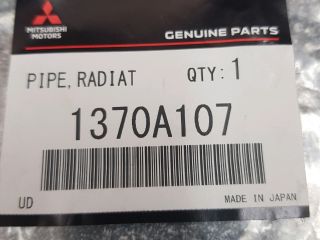 MITSUBISHI
MOTORS
GENUINE PARTS
PIPE, RADIAT QTY: 1
1370A107
UD MADE IN JAPAN